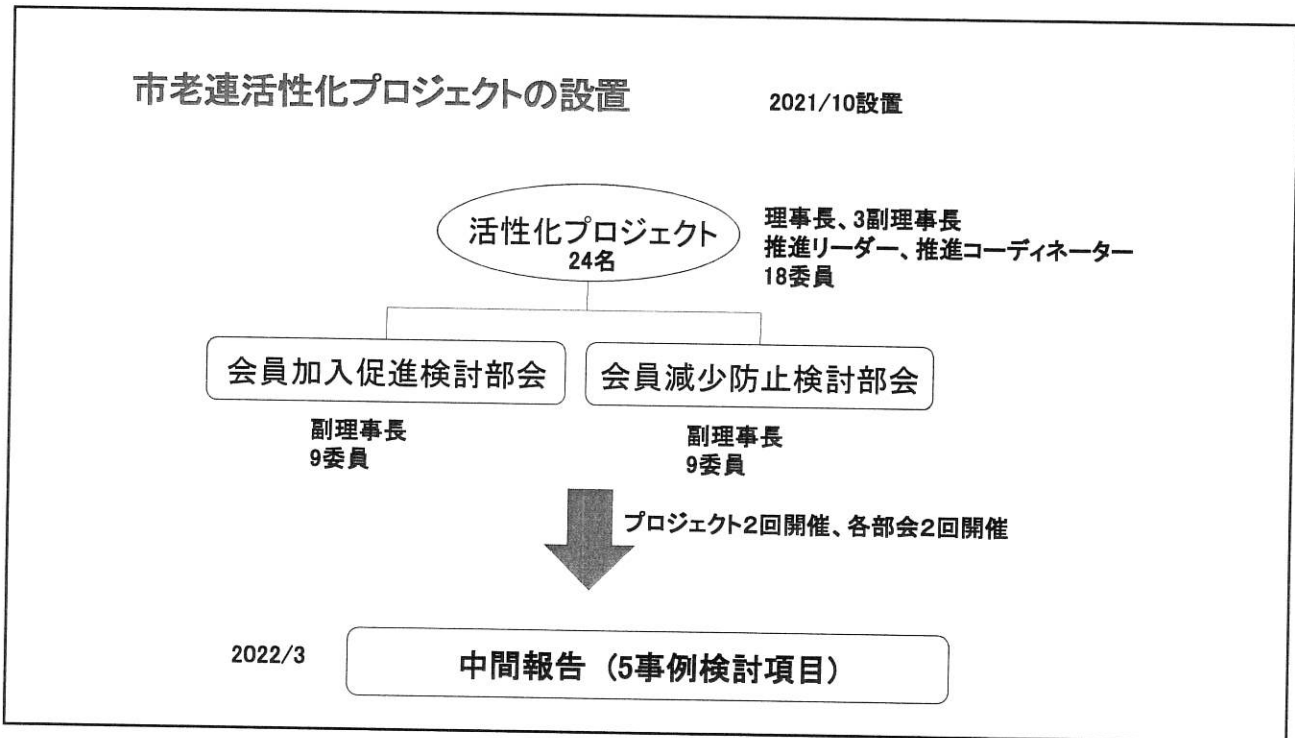 市老連活性化プロジェクトの設置
2021/10設置
活性化プロジェクト
24名
理事長、3副理事長
推進リーダー、推進コーディネーター
18委員
会員加入促進検討部会
会員減少防止検討部会
副理事長
9委員
副理事長
9委員
プロジェクト2回開催、各部会2回開催
2022/3
中間報告（5事例検討項目）